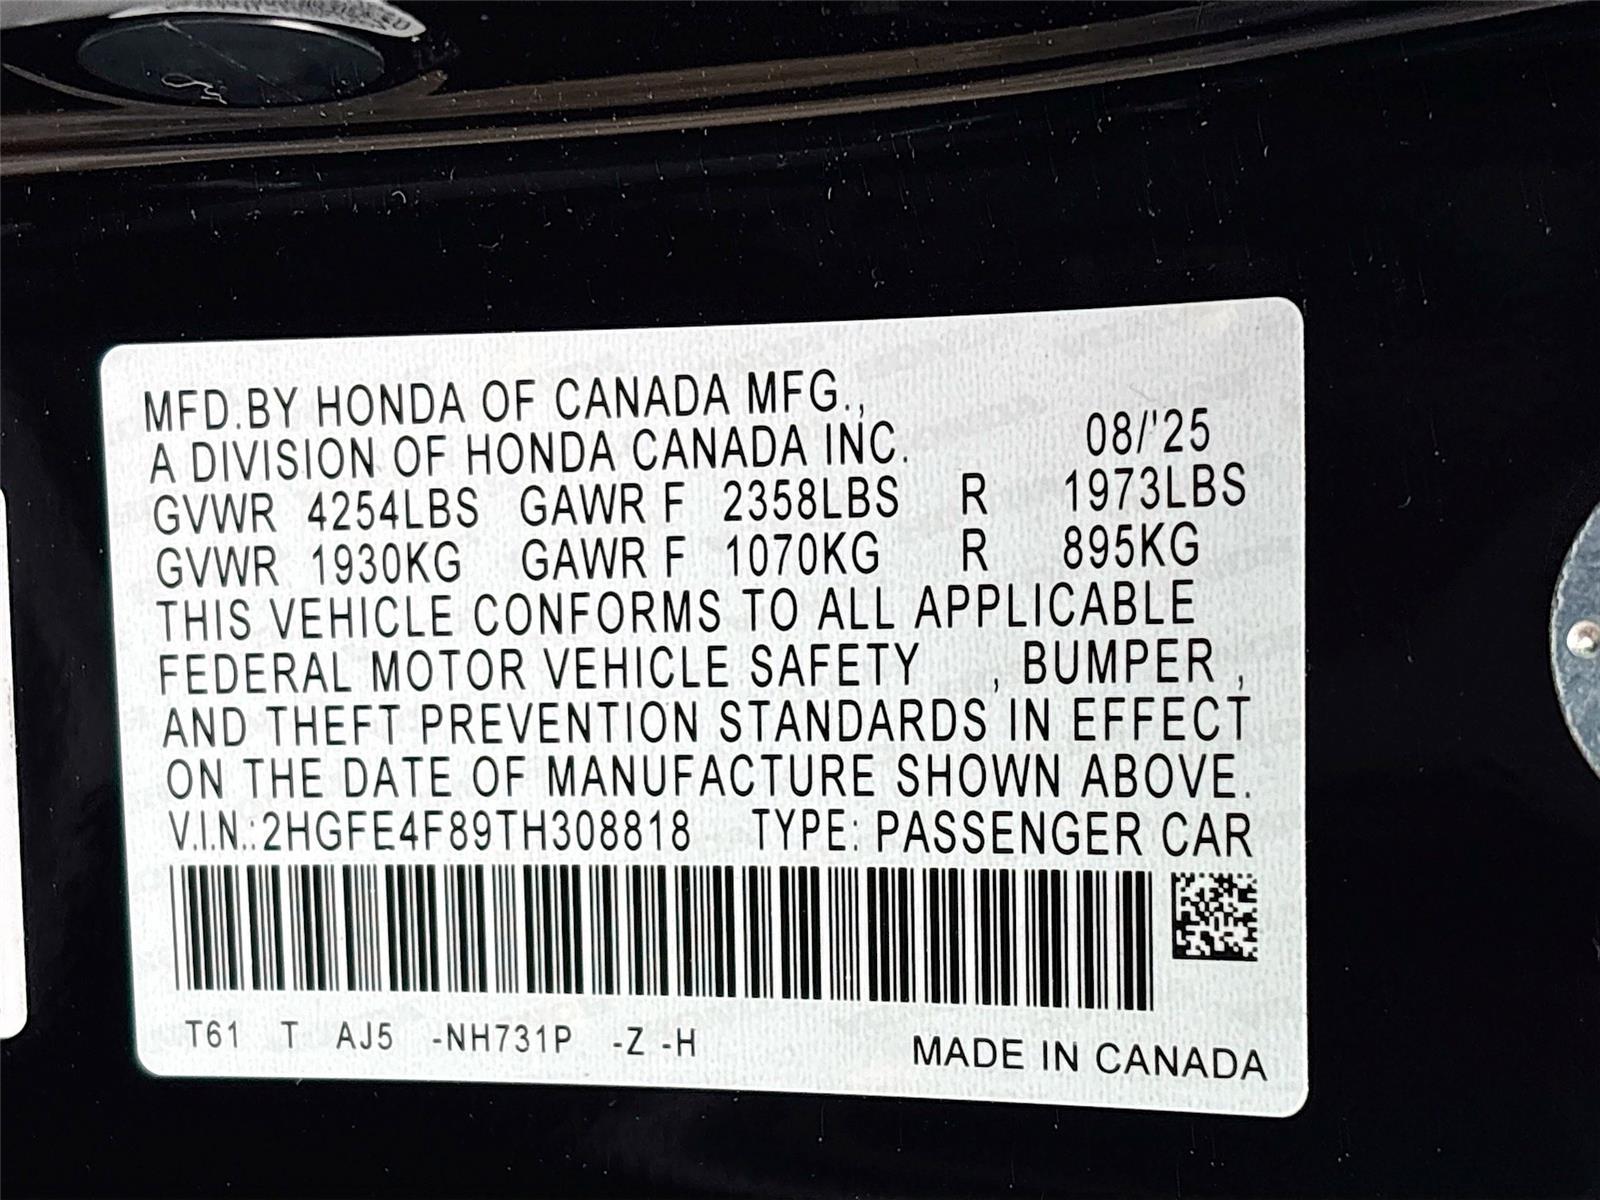 MFD.BY HONDA OF CANADA MFG.,
A DIVISION OF HONDA CANADA INC. 08/'25
GVWR 4254LBS GAWR F 2358LBS R 1973LBS
GVWR 1930KG GAWR F 1070KG R 895KG
THIS VEHICLE CONFORMS TO ALL APPLICABLE
FEDERAL MOTOR VEHICLE SAFETY , BUMPER ,
AND THEFT PREVENTION STANDARDS IN EFFECT
ON THE DATE OF MANUFACTURE SHOWN ABOVE.
V.I.N.:2HGFE4F89TH308818 TYPE: PASSENGER CAR
T61 T AJ5 -NH731P -Z -H
MADE IN CANADA